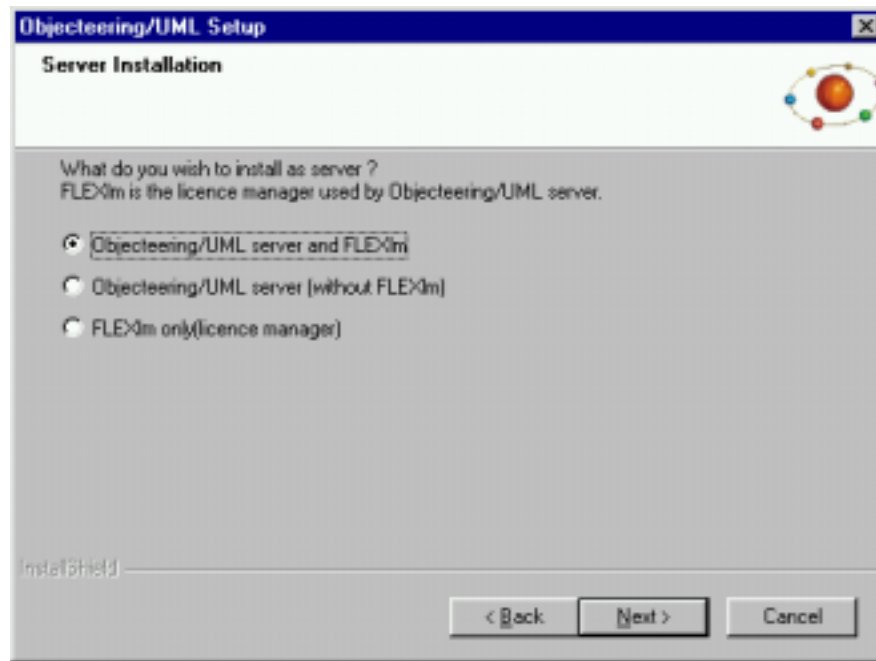 Objecteering/UML Setup
Server Installation
What do you wish to install as server ?
FLEXlm is the licence manager used by Objecteering/UML server.
Objecteering/UML server and FLEXlm
Objecteering/UML server (without FLEXlm)
FLEXlm only(licence manager)
InstallShield
< Back
Next >
Cancel